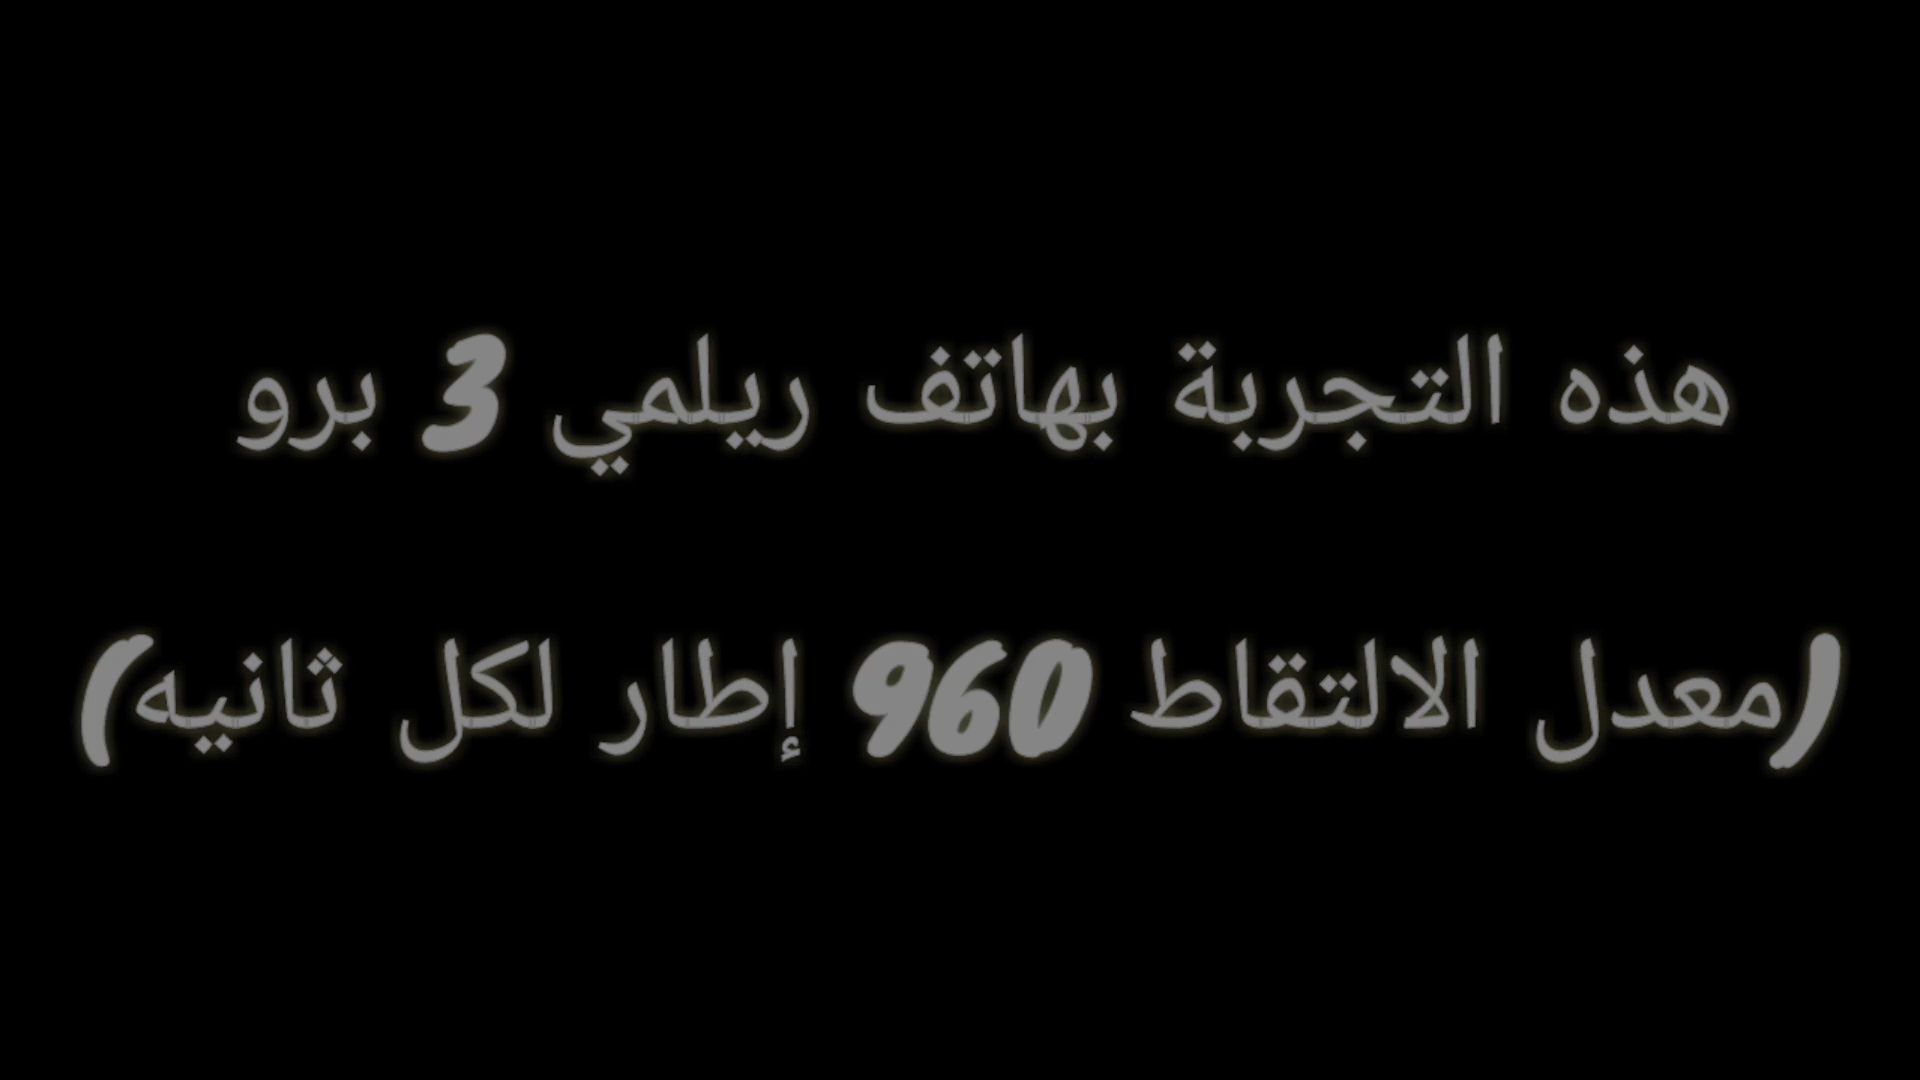 هذه التجربة بهاتف ريلمي 3 برو
(معدل الالتقاط 960 إطار لكل ثانيه)